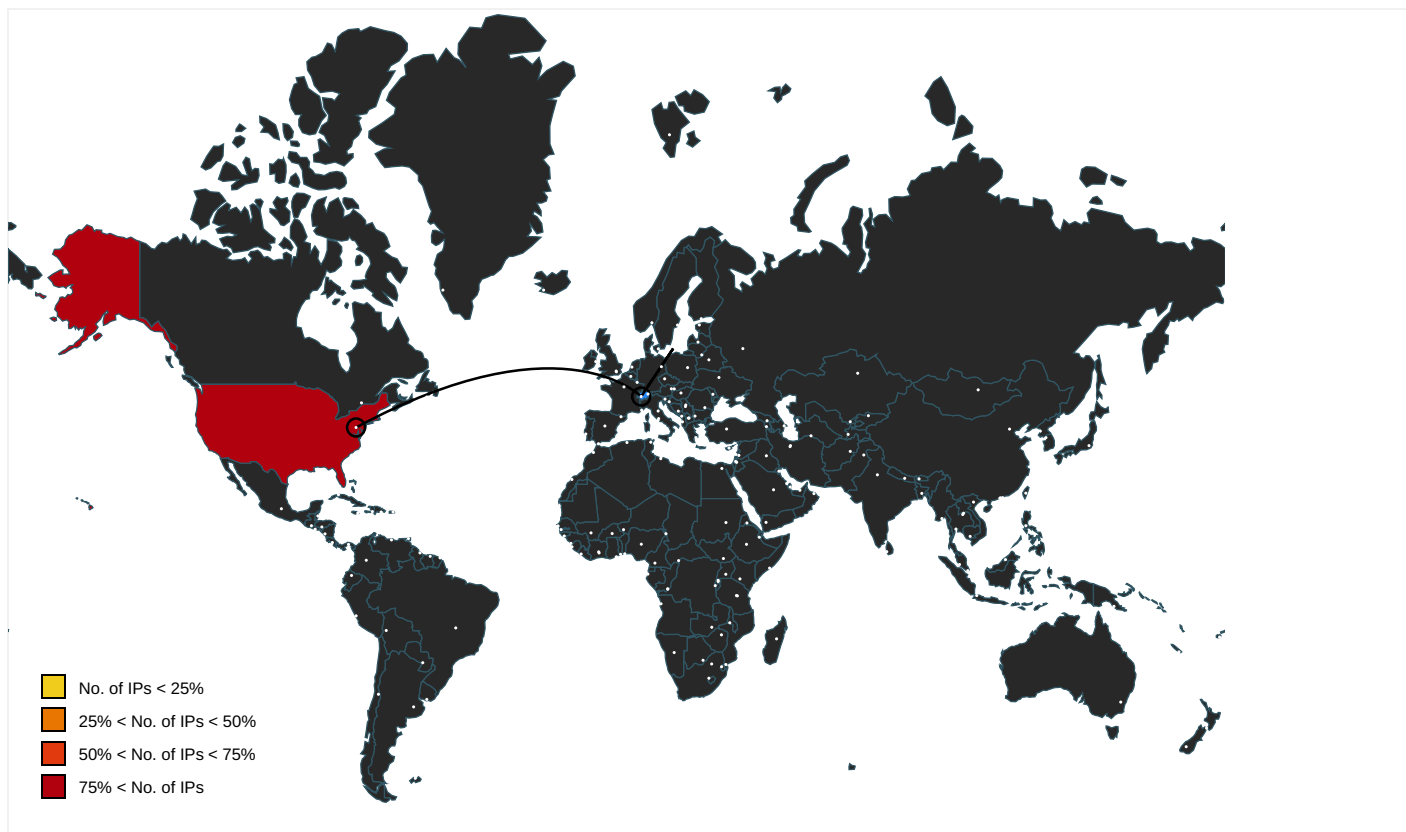 No. of IPs < 25%
25% < No. of IPs < 50%
50% < No. of IPs < 75%
75% < No. of IPs